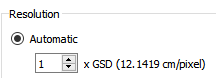 Resolution
Automatic
1 x GSD (12.1419 cm/pixel)